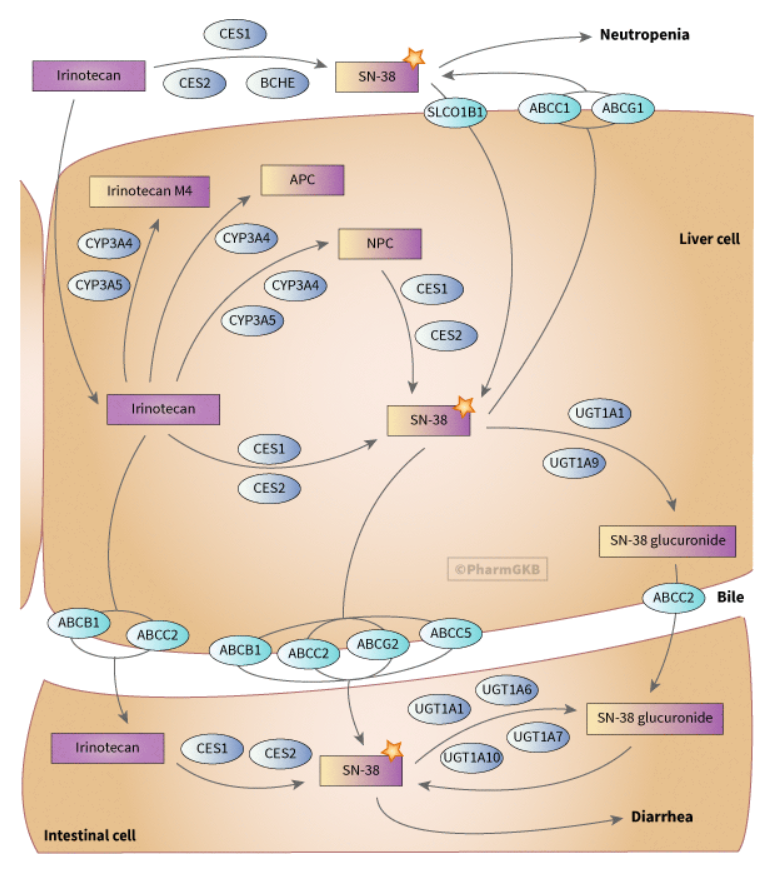 CES1
Neutropenia
Irinotecan
SN-38
CES2
BCHE
SLCO1B1
ABCC1
ABCG1
Irinotecan M4
APC
CYP3A4
CYP3A4
NPC
Liver cell
CYP3A5
CYP3A4
CES1
CYP3A5
CES2
Irinotecan
SN-38
UGT1A1
CES1
UGT1A9
CES2
SN-38 glucuronide
©PharmGKB
ABCC2
Bile
ABCB1
ABCC2
ABCB1
ABCC2
ABCG2
ABCC5
UGT1A6
UGT1A1
SN-38 glucuronide
Irinotecan
CES1
CES2
UGT1A7
UGT1A10
SN-38
Diarrhea
Intestinal cell